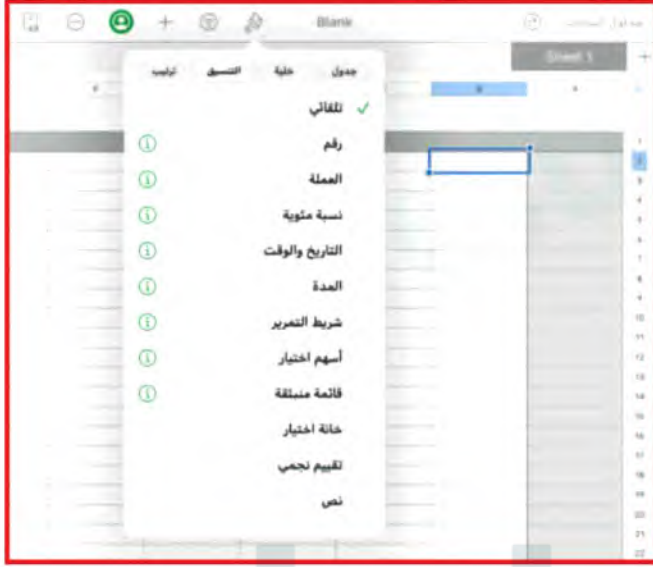 Blank
Sheet 1
جدول خلية التنسيق ترتيب
B A
تلقائي
رقم
العملة
نسبة مئوية
التاريخ والوقت
المدة
شريط التمرير
أسهم اختيار
قائمة منبثقة
خانة اختيار
تقييم نجمي
نص